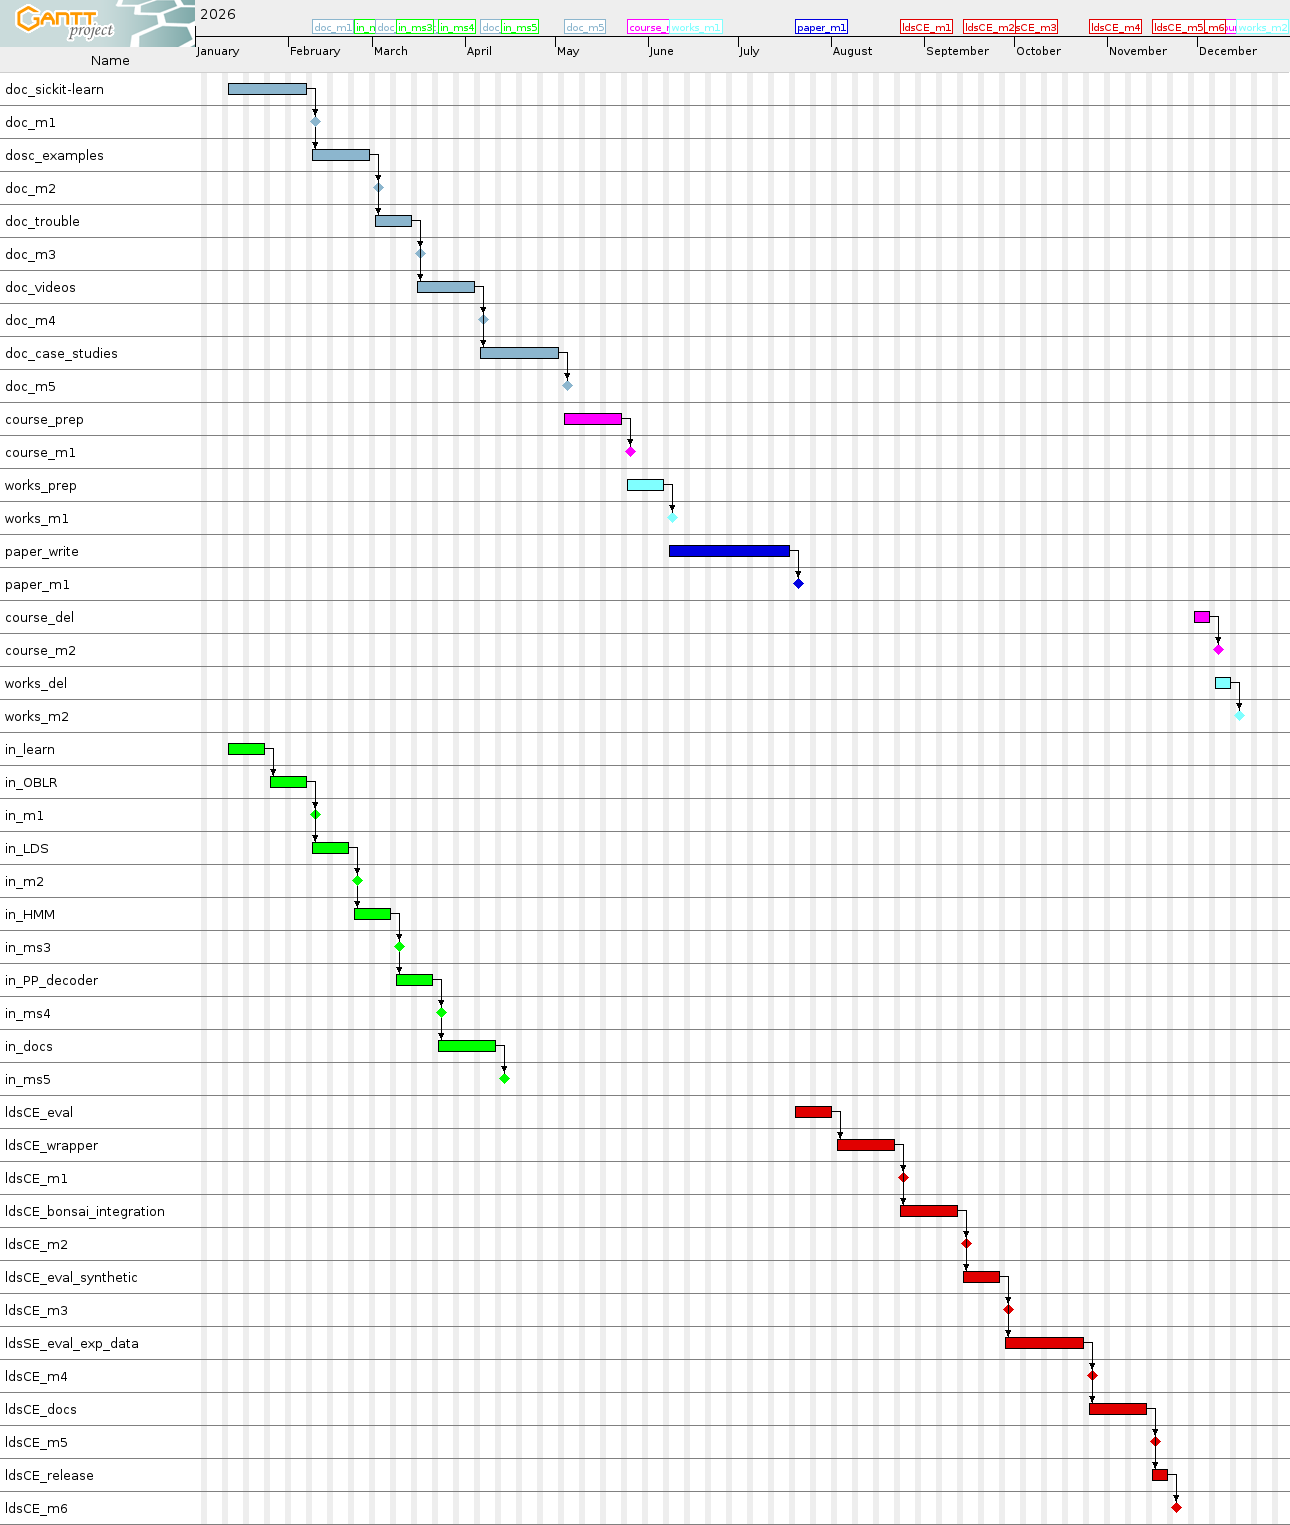 GANTT project
2026
doc_m1 in_m doc_ in_ms3 in_ms4 doc_ in_ms5 doc_m5 course_ works_m1 paper_m1 ldsCE_m1 ldsCE_m2 sCE_m3 ldsCE_m4 ldsCE_m5 _m6 works_m2
January February March April May June July August September October November December
Name
doc_sickit-learn
doc_m1
dosc_examples
doc_m2
doc_trouble
doc_m3
doc_videos
doc_m4
doc_case_studies
doc_m5
course_prep
course_m1
works_prep
works_m1
paper_write
paper_m1
course_del
course_m2
works_del
works_m2
in_learn
in_OBLR
in_m1
in_LDS
in_m2
in_HMM
in_ms3
in_PP_decoder
in_ms4
in_docs
in_ms5
ldsCE_eval
ldsCE_wrapper
ldsCE_m1
ldsCE_bonsai_integration
ldsCE_m2
ldsCE_eval_synthetic
ldsCE_m3
ldsSE_eval_exp_data
ldsCE_m4
ldsCE_docs
ldsCE_m5
ldsCE_release
ldsCE_m6